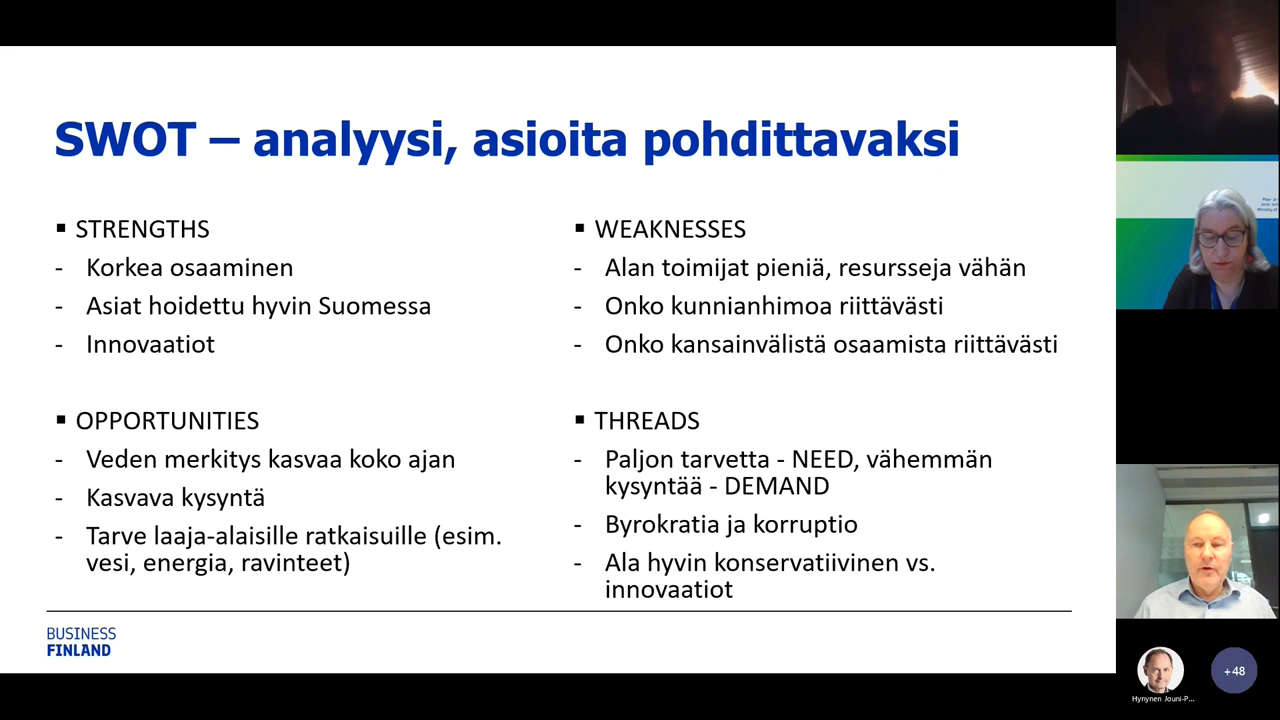 SWOT – analyysi, asioita pohdittavaksi
▪ STRENGTHS
- Korkea osaaminen
- Asiat hoidettu hyvin Suomessa
- Innovaatiot
▪ OPPORTUNITIES
- Veden merkitys kasvaa koko ajan
- Kasvava kysyntä
- Tarve laaja-alaisille ratkaisuille (esim.
vesi, energia, ravinteet)
▪ WEAKNESSES
- Alan toimijat pieniä, resursseja vähän
- Onko kunnianhimoa riittävästi
- Onko kansainvälistä osaamista riittävästi
▪ THREADS
- Paljon tarvetta - NEED, vähemmän
kysyntää - DEMAND
- Byrokratia ja korruptio
- Ala hyvin konservatiivinen vs.
innovaatiot
BUSINESS
FINLAND
Hynynen Jouni-P...
+48